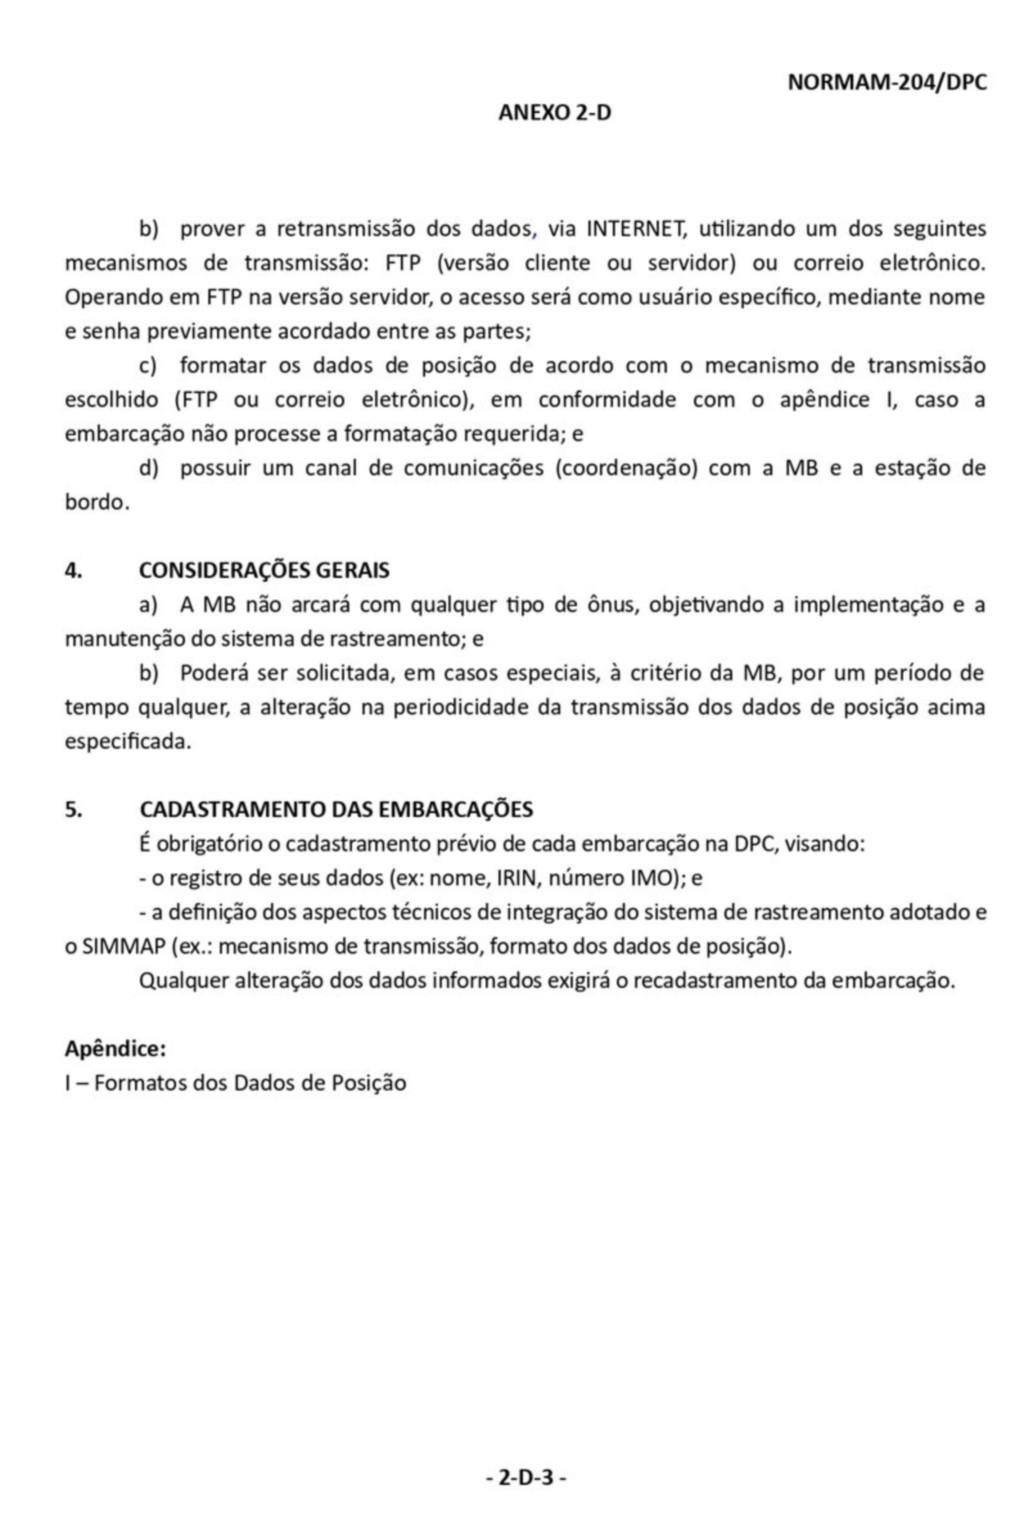 NORMAM-204/DPC
ANEXO 2-D
b) prover a retransmissão dos dados, via INTERNET, utilizando um dos seguintes
mecanismos de transmissão: FTP (versão cliente ou servidor) ou correio eletrônico.
Operando em FTP na versão servidor, o acesso será como usuário específico, mediante nome
e senha previamente acordado entre as partes;
c) formatar os dados de posição de acordo com o mecanismo de transmissão
escolhido (FTP ou correio eletrônico), em conformidade com o apêndice I, caso a
embarcação não processe a formatação requerida; e
d) possuir um canal de comunicações (coordenação) com a MB e a estação de
bordo.
4. CONSIDERAÇÕES GERAIS
a) A MB não arcará com qualquer tipo de ônus, objetivando a implementação e a
manutenção do sistema de rastreamento; e
b) Poderá ser solicitada, em casos especiais, à critério da MB, por um período de
tempo qualquer, a alteração na periodicidade da transmissão dos dados de posição acima
especificada.
5. CADASTRAMENTO DAS EMBARCAÇÕES
É obrigatório o cadastramento prévio de cada embarcação na DPC, visando:
- o registro de seus dados (ex: nome, IRIN, número IMO); e
- a definição dos aspectos técnicos de integração do sistema de rastreamento adotado e
o SIMMAP (ex.: mecanismo de transmissão, formato dos dados de posição).
Qualquer alteração dos dados informados exigirá o recadastramento da embarcação.
Apêndice:
I – Formatos dos Dados de Posição
- 2-D-3 -